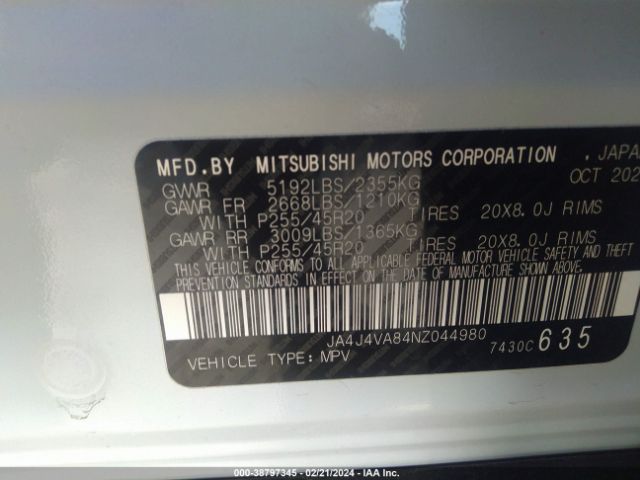 MFD.BY MITSUBISHI MOTORS CORPORATION . JAPA
GVWR 5192LBS/2355KG OCT 202
GAWR FR 2668LBS/1210KG
WITH P255/45R20 TIRES 20X8.0J RIMS
GAWR RR 3009LBS/1365KG
WITH P255/45R20 TIRES 20X8.0J RIMS
THIS VEHICLE CONFORMS TO ALL APPLICABLE FEDERAL MOTOR VEHICLE SAFETY AND THEFT
PREVENTION STANDARDS IN EFFECT ON THE DATE OF MANUFACTURE SHOWN ABOVE.
JA4J4VA84NZ044980
VEHICLE TYPE: MPV 7430C 635
000-38797345 - 02/21/2024 - IAA Inc.